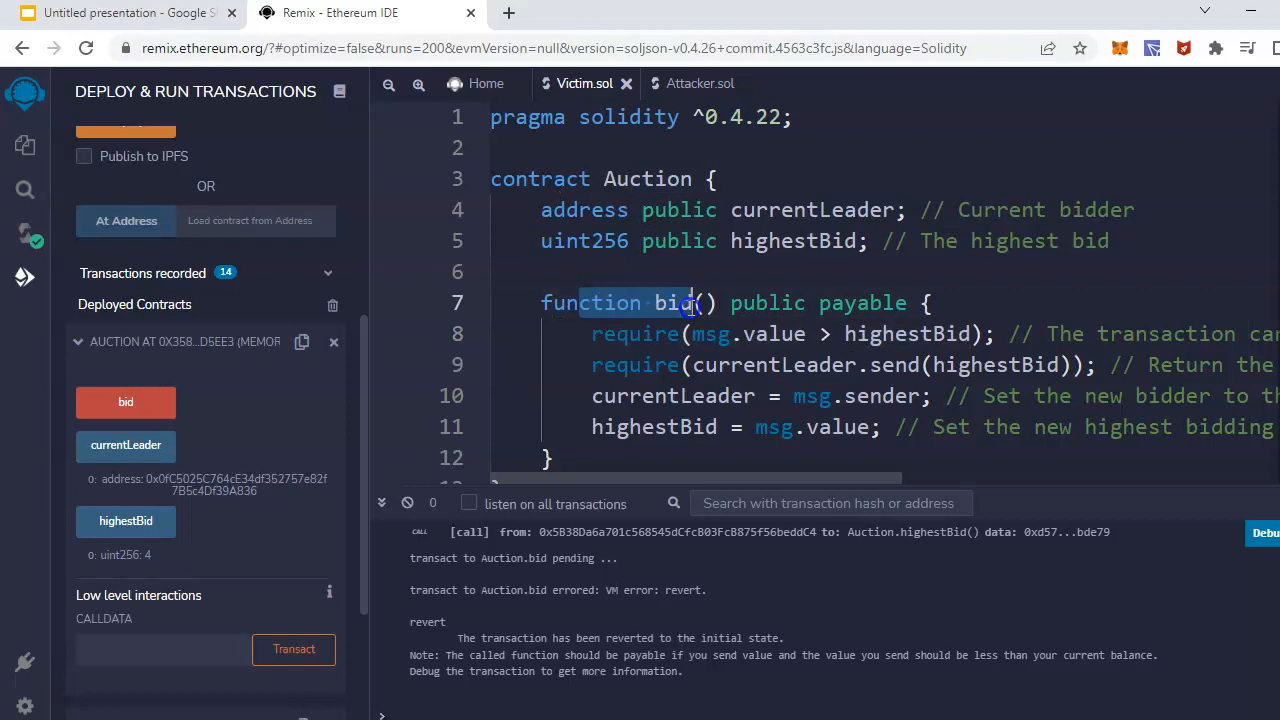 Untitled presentation - Google S
Remix - Ethereum IDE
remix.ethereum.org/?#optimize=false&runs=200&evmVersion=null&version=soljson-v0.4.26+commit.4563c3fc.js&language=Solidity
DEPLOY & RUN TRANSACTIONS
Publish to IPFS
OR
At Address
Load contract from Address
Transactions recorded 14
Deployed Contracts
AUCTION AT 0X358...D5EE3 (MEMOR
bid
currentLeader
0: address: 0x0fC5025C764cE34df352757e82f
7B5c4Df39A836
highestBid
0: uint256: 4
Low level interactions
CALLDATA
Transact
Home
Victim.sol
Attacker.sol
1 pragma solidity ^0.4.22;
2
3 contract Auction {
4 address public currentLeader; // Current bidder
5 uint256 public highestBid; // The highest bid
6
7 function bid() public payable {
8 require(msg.value > highestBid); // The transaction can
9 require(currentLeader.send(highestBid)); // Return the
10 currentLeader = msg.sender; // Set the new bidder to th
11 highestBid = msg.value; // Set the new highest bidding
12 }
0
listen on all transactions
Search with transaction hash or address
CALL [call] from: 0x5B38Da6a701c568545dCfcB03FcB875f56beddC4 to: Auction.highestBid() data: 0xd57...bde79
Debu
transact to Auction.bid pending ...
transact to Auction.bid errored: VM error: revert.
revert
The transaction has been reverted to the initial state.
Note: The called function should be payable if you send value and the value you send should be less than your current balance.
Debug the transaction to get more information.
>